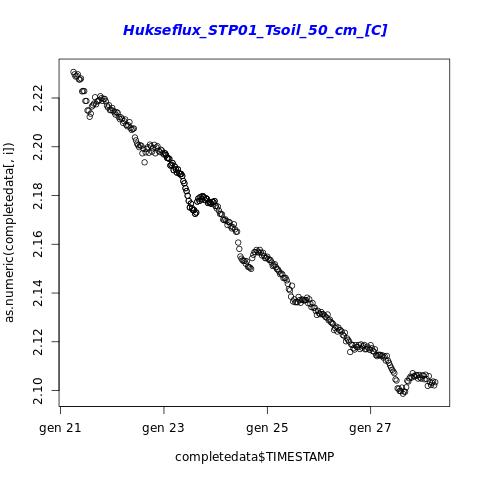 Hukseflux_STP01_Tsoil_50_cm_[C]
as.numeric(completedata[, i])
2.22
2.20
2.18
2.16
2.14
2.12
2.10
gen 21 gen 23 gen 25 gen 27
completedata$TIMESTAMP